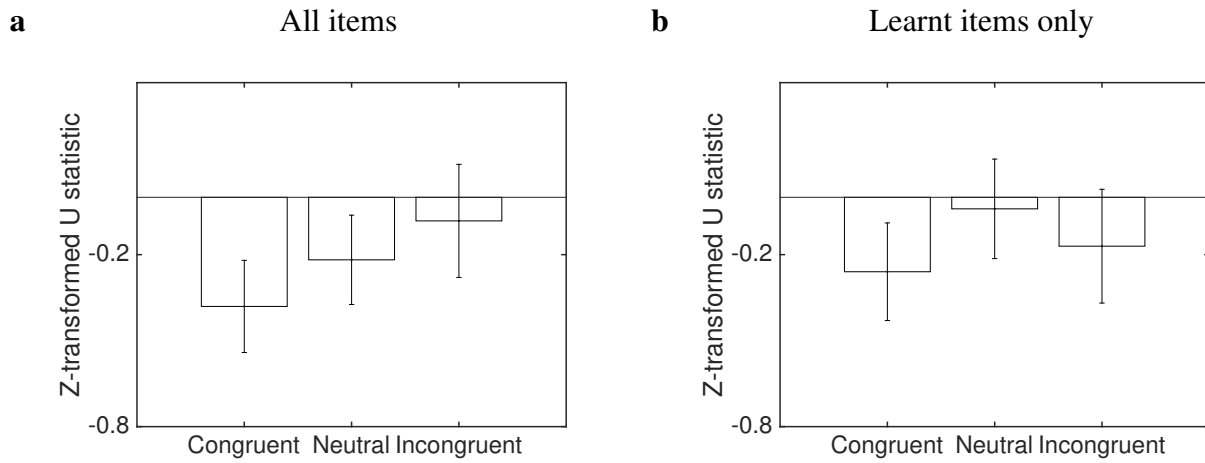 a All items
Z-transformed U statistic
-0.2
-0.8
Congruent Neutral Incongruent
b Learnt items only
Z-transformed U statistic
-0.2
-0.8
Congruent Neutral Incongruent